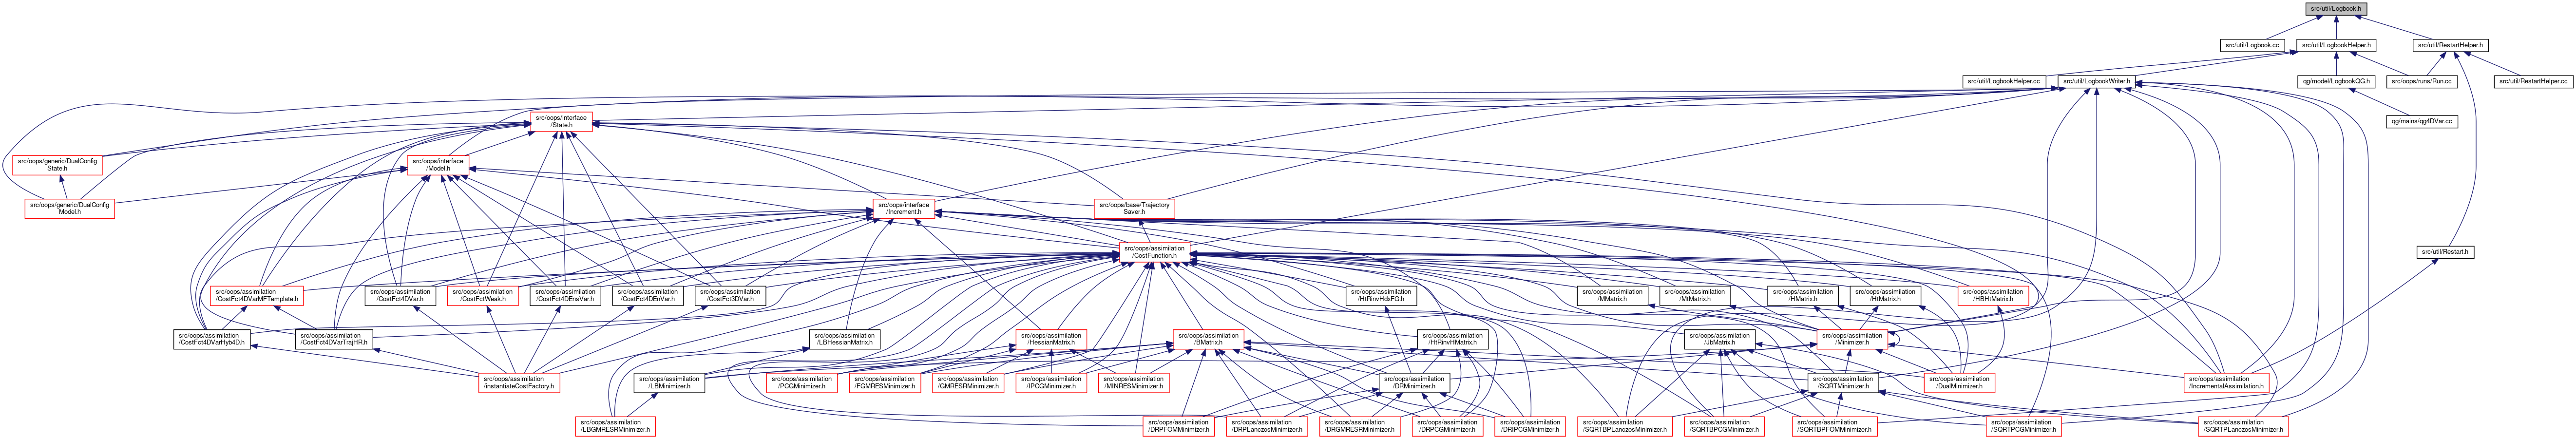 src/util/Logbook.h
src/util/Logbook.cc
src/util/LogbookHelper.h
src/util/RestartHelper.h
src/util/LogbookHelper.cc
src/util/LogbookWriter.h
qg/model/LogbookQG.h
src/oops/runs/Run.cc
src/util/RestartHelper.cc
src/oops/interface
/State.h
qg/mains/qg4DVar.cc
src/oops/generic/DualConfig
State.h
src/oops/interface
/Model.h
src/oops/generic/DualConfig
Model.h
src/oops/interface
/Increment.h
src/oops/base/Trajectory
Saver.h
src/oops/assimilation
/CostFunction.h
src/util/Restart.h
src/oops/assimilation
/CostFct4DVarMFTemplate.h
src/oops/assimilation
/CostFct4DVar.h
src/oops/assimilation
/CostFctWeak.h
src/oops/assimilation
/CostFct4DEnsVar.h
src/oops/assimilation
/CostFct4DEnVar.h
src/oops/assimilation
/CostFct3DVar.h
src/oops/assimilation
/HtRinvHdxFG.h
src/oops/assimilation
/MMatrix.h
src/oops/assimilation
/MtMatrix.h
src/oops/assimilation
/HMatrix.h
src/oops/assimilation
/HtMatrix.h
src/oops/assimilation
/HBHtMatrix.h
src/oops/assimilation
/CostFct4DVarHyb4D.h
src/oops/assimilation
/CostFct4DVarTrajHR.h
src/oops/assimilation
/LBHessianMatrix.h
src/oops/assimilation
/HessianMatrix.h
src/oops/assimilation
/BMatrix.h
src/oops/assimilation
/HtRinvHMatrix.h
src/oops/assimilation
/JbMatrix.h
src/oops/assimilation
/Minimizer.h
src/oops/assimilation
/instantiateCostFactory.h
src/oops/assimilation
/LBMinimizer.h
src/oops/assimilation
/PCGMinimizer.h
src/oops/assimilation
/FGMRESMinimizer.h
src/oops/assimilation
/GMRESRMinimizer.h
src/oops/assimilation
/IPCGMinimizer.h
src/oops/assimilation
/MINRESMinimizer.h
src/oops/assimilation
/DRMinimizer.h
src/oops/assimilation
/SQRTMinimizer.h
src/oops/assimilation
/DualMinimizer.h
src/oops/assimilation
/IncrementalAssimilation.h
src/oops/assimilation
/LBGMRESRMinimizer.h
src/oops/assimilation
/DRPFOMMinimizer.h
src/oops/assimilation
/DRPLanczosMinimizer.h
src/oops/assimilation
/DRGMRESRMinimizer.h
src/oops/assimilation
/DRPCGMinimizer.h
src/oops/assimilation
/DRIPCGMinimizer.h
src/oops/assimilation
/SQRTBPLanczosMinimizer.h
src/oops/assimilation
/SQRTBPCGMinimizer.h
src/oops/assimilation
/SQRTBPFOMMinimizer.h
src/oops/assimilation
/SQRTPCGMinimizer.h
src/oops/assimilation
/SQRTPLanczosMinimizer.h